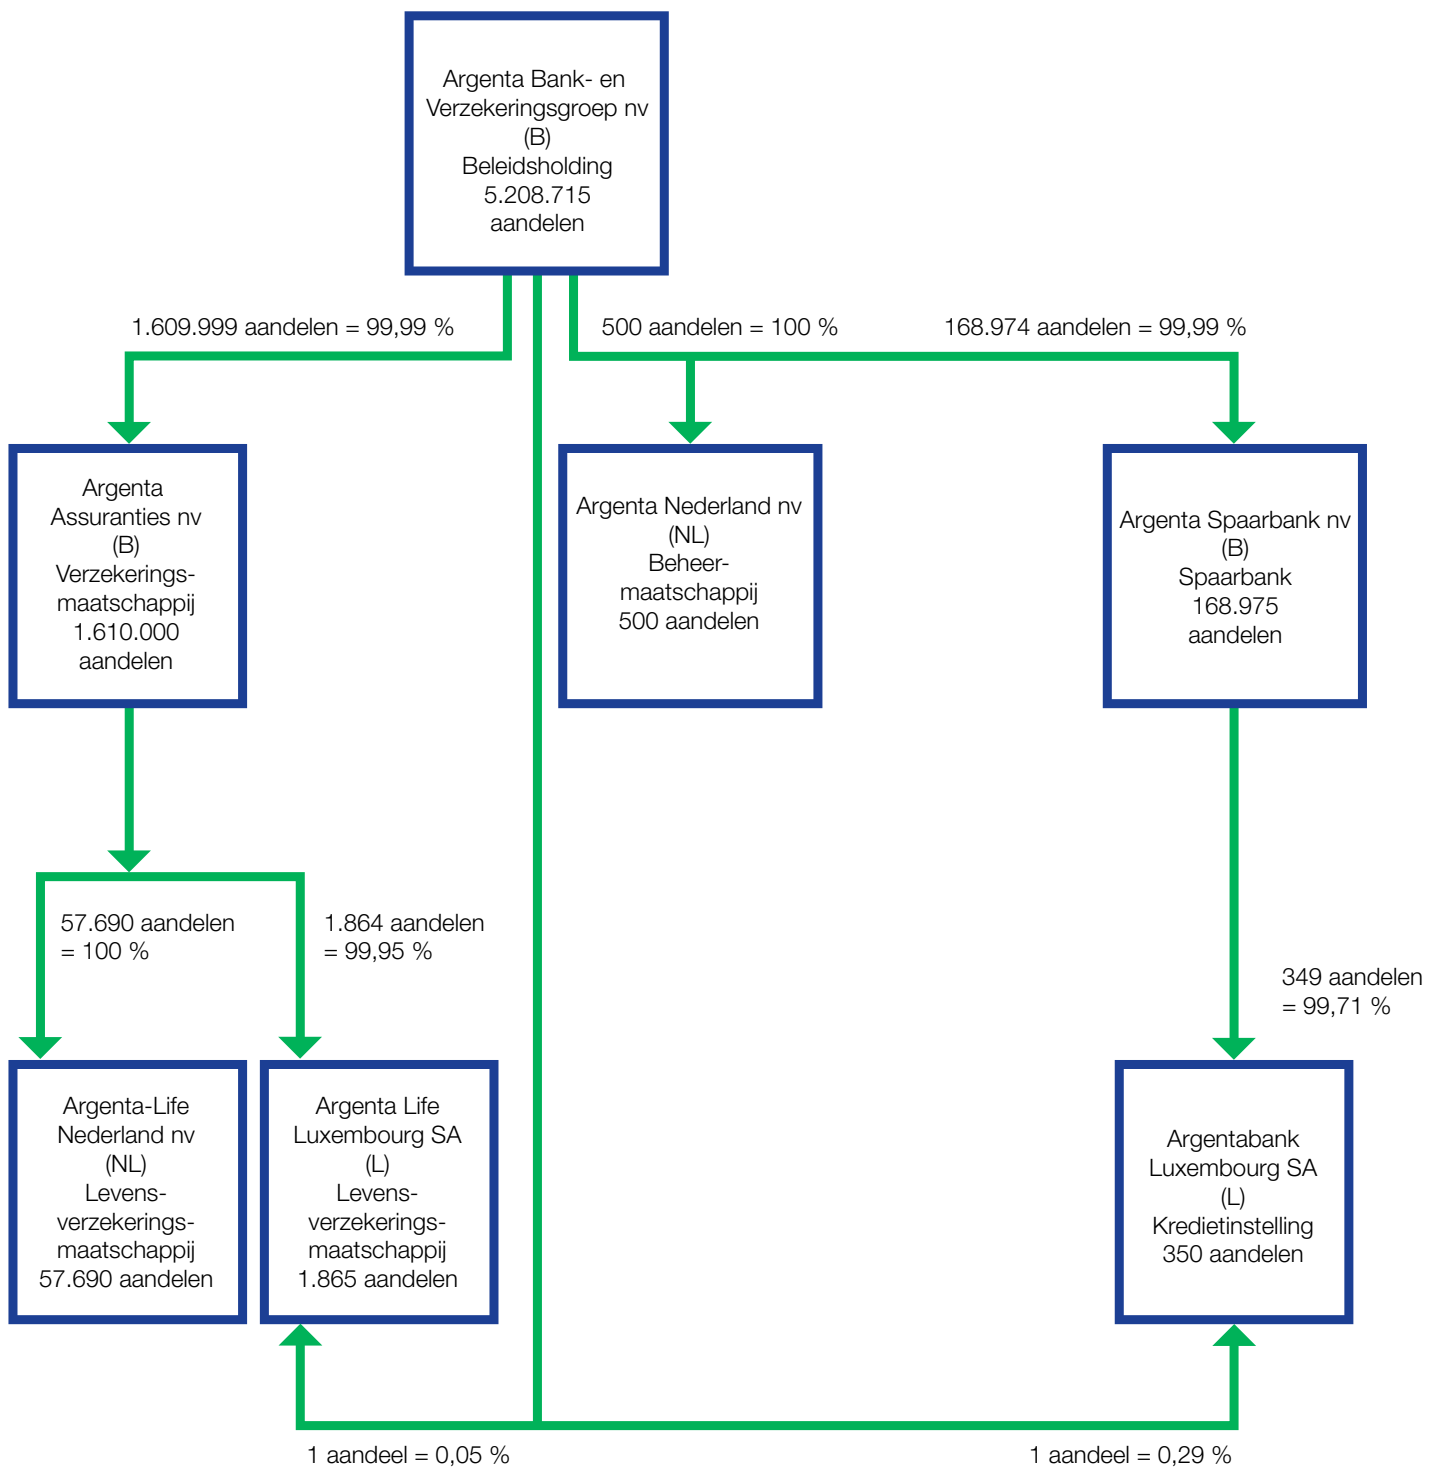 Argenta Bank- en
Verzekeringsgroep nv
(B)
Beleidsholding
5.208.715
aandelen
1.609.999 aandelen = 99,99 %
500 aandelen = 100 %
168.974 aandelen = 99,99 %
Argenta
Assuranties nv
(B)
Verzekerings-
maatschappij
1.610.000
aandelen
Argenta Nederland nv
(NL)
Beheer-
maatschappij
500 aandelen
Argenta Spaarbank nv
(B)
Spaarbank
168.975
aandelen
57.690 aandelen
= 100 %
1.864 aandelen
= 99,95 %
349 aandelen
= 99,71 %
Argenta-Life
Nederland nv
(NL)
Levens-
verzekerings-
maatschappij
57.690 aandelen
Argenta Life
Luxembourg SA
(L)
Levens-
verzekerings-
maatschappij
1.865 aandelen
Argentabank
Luxembourg SA
(L)
Kredietinstelling
350 aandelen
1 aandeel = 0,05 %
1 aandeel = 0,29 %